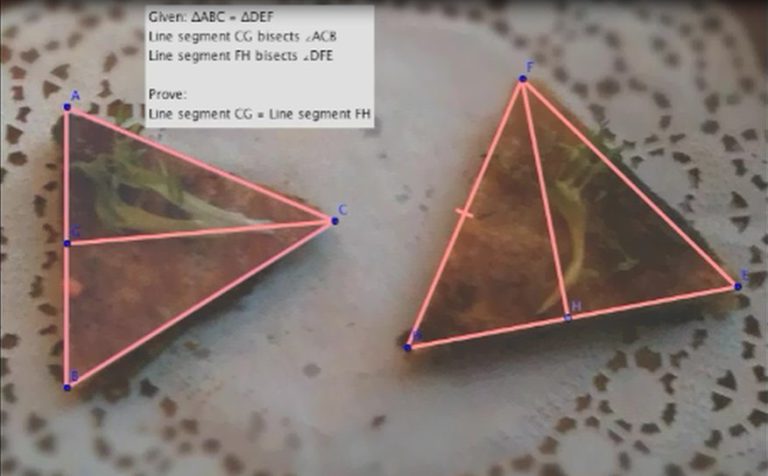 Given: ΔABC = ΔDEF
Line segment CG bisects ∠ACB
Line segment FH bisects ∠DFE
Prove:
Line segment CG = Line segment FH
A
F
C
G
E
B
H
D